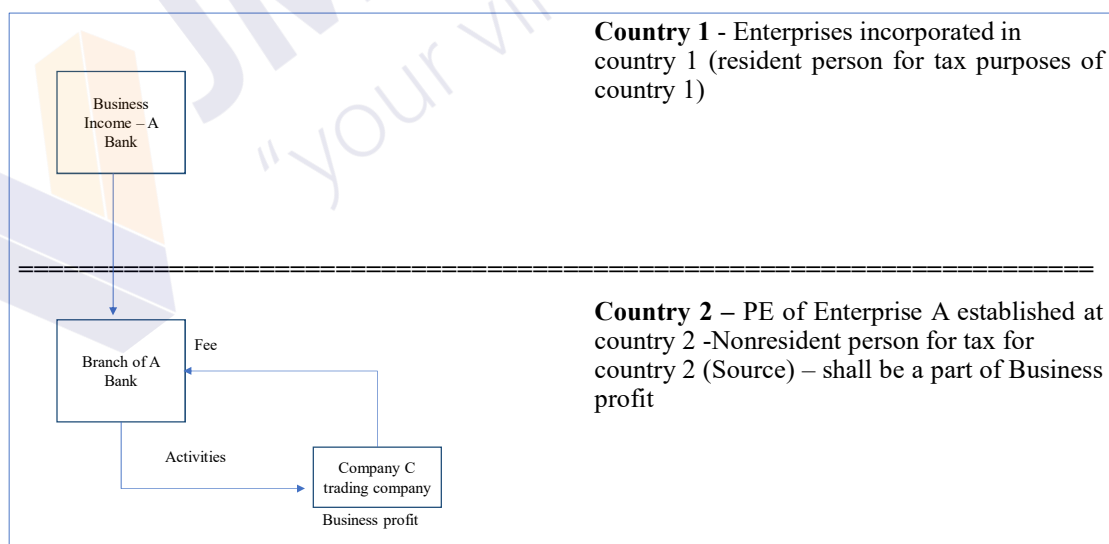 Country 1 - Enterprises incorporated in
country 1 (resident person for tax purposes of
country 1)
Business
Income – A
Bank
"your vi
===========================================================================
Country 2 – PE of Enterprise A established at
country 2 -Nonresident person for tax for
country 2 (Source) – shall be a part of Business
profit
Fee
Branch of A
Bank
Activities
Company C
trading company
Business profit